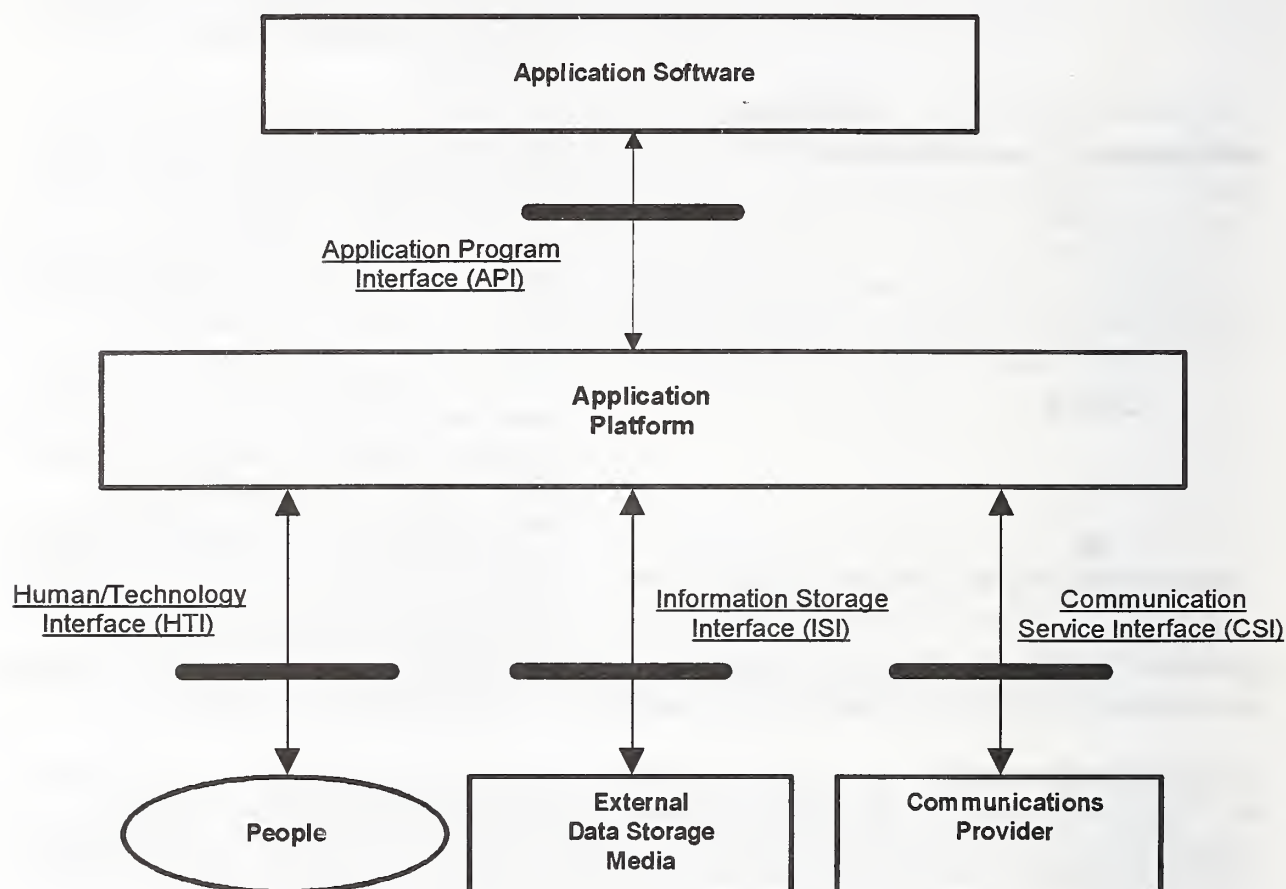 Application Software
Application Program
Interface (API)
Application
Platform
Human/Technology
Interface (HTI)
Information Storage
Interface (ISI)
Communication
Service Interface (CSI)
People
External
Data Storage
Media
Communications
Provider